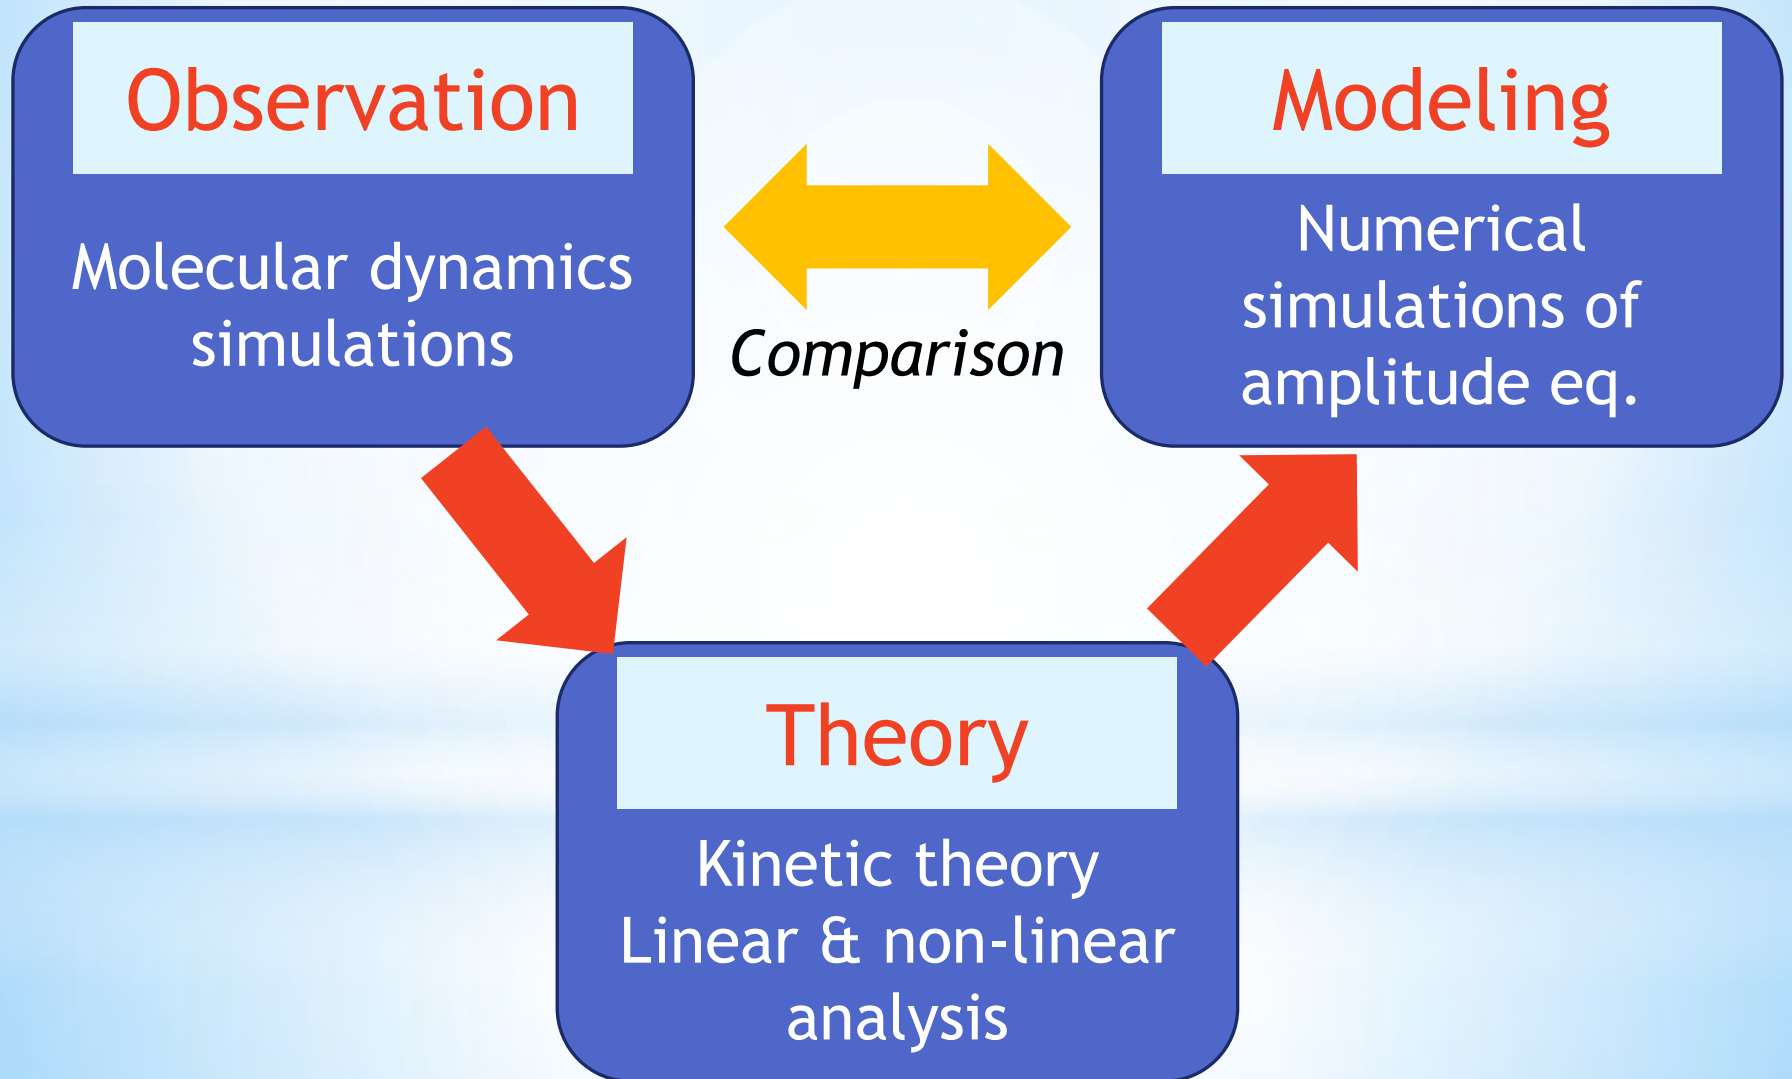 Observation
Molecular dynamics
simulations
Comparison
Modeling
Numerical
simulations of
amplitude eq.
Theory
Kinetic theory
Linear & non-linear
analysis